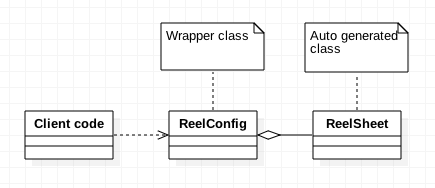 Wrapper class
Auto generated
class
Client code
ReelConfig
ReelSheet